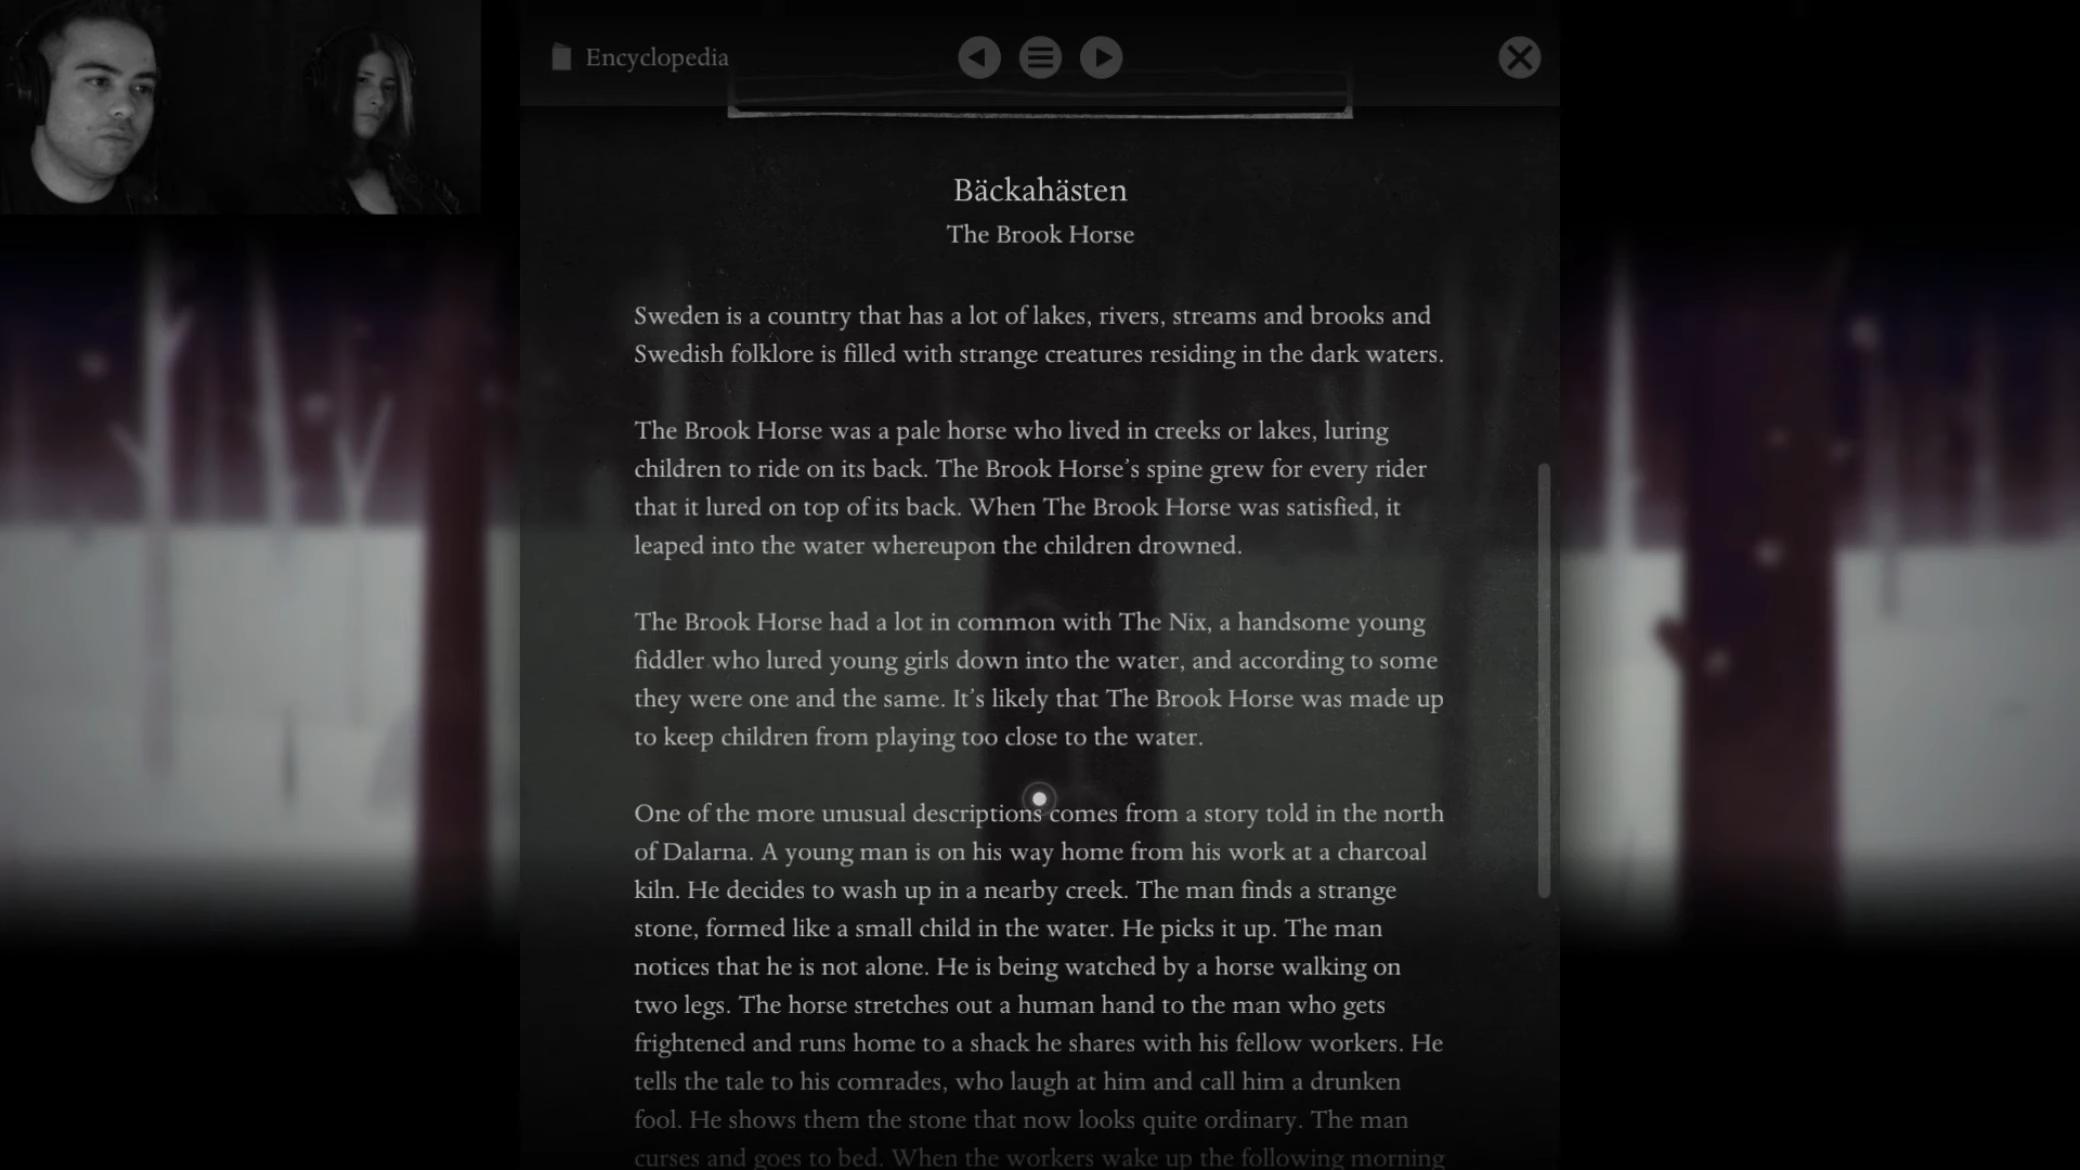 Encyclopedia
Bäckahästen
The Brook Horse
Sweden is a country that has a lot of lakes, rivers, streams and brooks and
Swedish folklore is filled with strange creatures residing in the dark waters.
The Brook Horse was a pale horse who lived in creeks or lakes, luring
children to ride on its back. The Brook Horse’s spine grew for every rider
that it lured on top of its back. When The Brook Horse was satisfied, it
leaped into the water whereupon the children drowned.
The Brook Horse had a lot in common with The Nix, a handsome young
fiddler who lured young girls down into the water, and according to some
they were one and the same. It’s likely that The Brook Horse was made up
to keep children from playing too close to the water.
One of the more unusual descriptions comes from a story told in the north
of Dalarna. A young man is on his way home from his work at a charcoal
kiln. He decides to wash up in a nearby creek. The man finds a strange
stone, formed like a small child in the water. He picks it up. The man
notices that he is not alone. He is being watched by a horse walking on
two legs. The horse stretches out a human hand to the man who gets
frightened and runs home to a shack he shares with his fellow workers. He
tells the tale to his comrades, who laugh at him and call him a drunken
fool. He shows them the stone that now looks quite ordinary. The man
curses and goes to bed. When the workers wake up the following morning